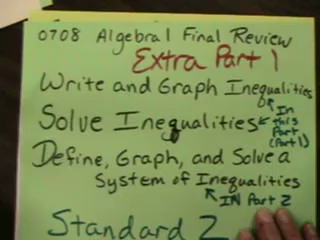 0708 Algebra 1 Final Review
Extra Part 1
Write and Graph Inequalities
Solve Inequalities
In this Part (Part 1)
Define, Graph, and Solve a
System of Inequalities
IN Part 2
Standard 2